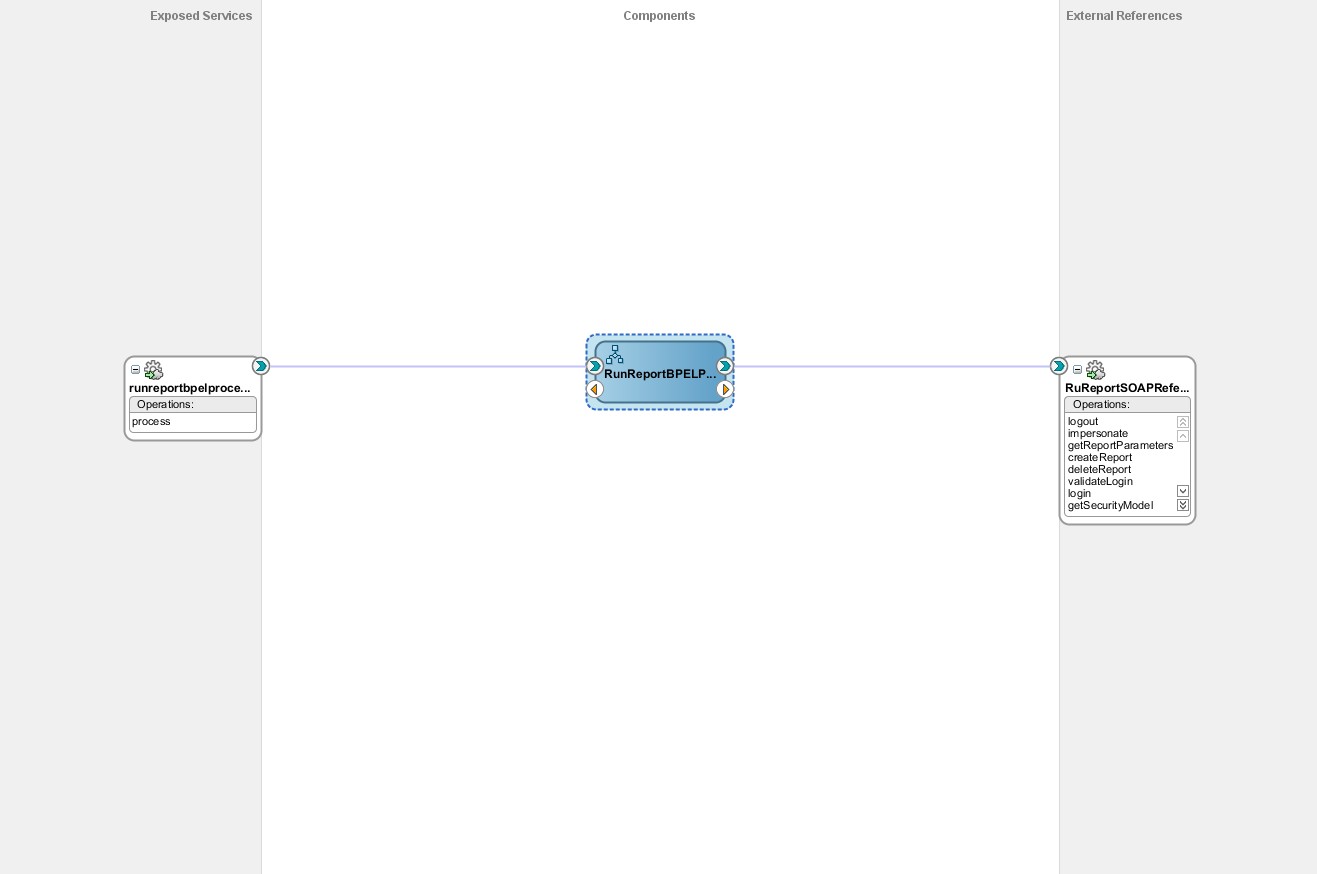 Exposed Services
Components
External References
runreportbpelproce...
Operations:
process
RunReportBPELP...
RuReportSOAPRefe...
Operations:
logout
impersonate
getReportParameters
createReport
deleteReport
validateLogin
login
getSecurityModel